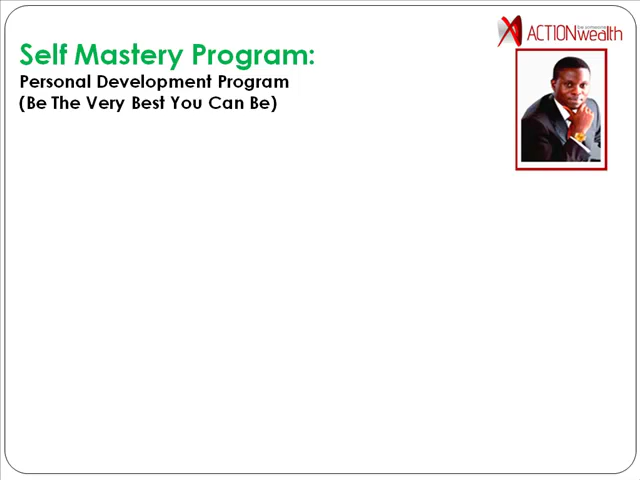 Self Mastery Program:
Personal Development Program
(Be The Very Best You Can Be)
ACTIONwealth